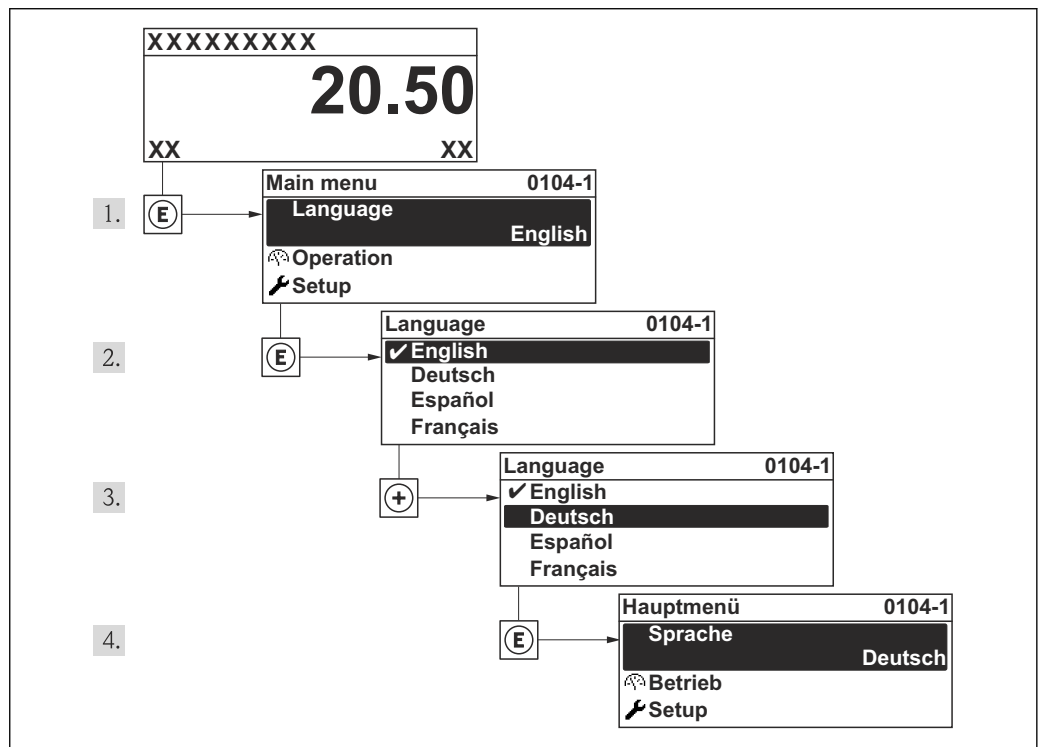 XXXXXXXXX
20.50
XX XX
1. E
Main menu 0104-1
Language
English
Operation
Setup
2. E
Language 0104-1
✔English
Deutsch
Español
Français
3. +
Language 0104-1
✔English
Deutsch
Español
Français
4. E
Hauptmenü 0104-1
Sprache
Deutsch
Betrieb
Setup